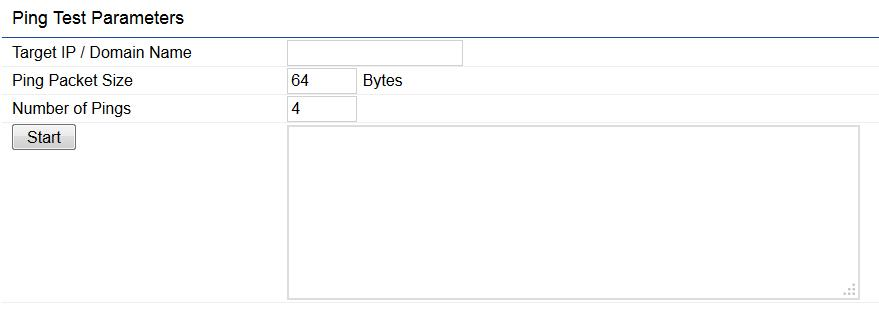 Ping Test Parameters
Target IP / Domain Name
Ping Packet Size 64 Bytes
Number of Pings 4
Start